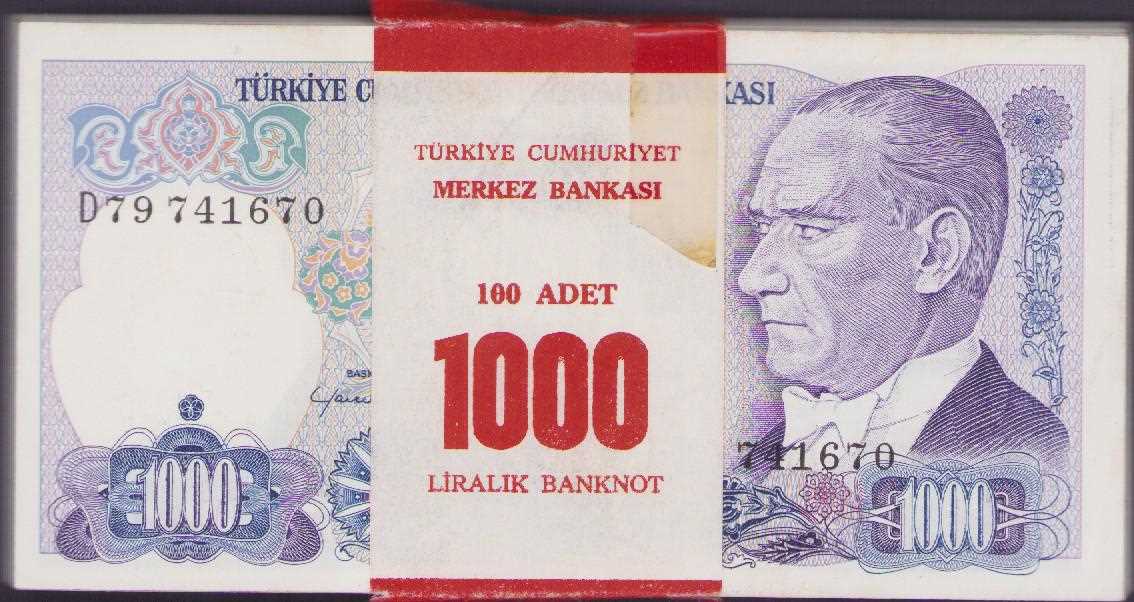 TÜRKİYE C
KASI
D79 741670
TÜRKİYE CUMHURİYET
MERKEZ BANKASI
100 ADET
1000
LİRALIK BANKNOT
BAŞK
741670
1000
1000